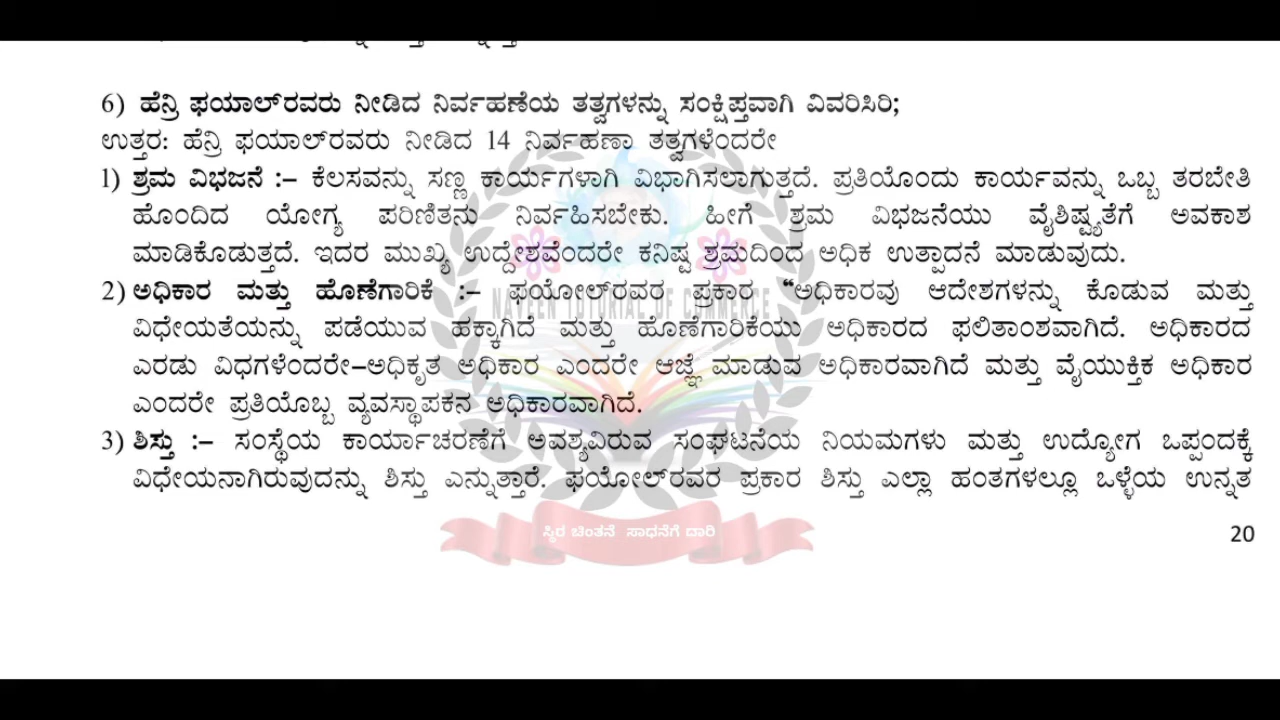 6) ಹೆನ್ರಿ ಫಯಾಲ್‌ರವರು ನೀಡಿದ ನಿರ್ವಹಣೆಯ ತತ್ವಗಳನ್ನು ಸಂಕ್ಷಿಪ್ತವಾಗಿ ವಿವರಿಸಿರಿ;
ಉತ್ತರ: ಹೆನ್ರಿ ಫಯಾಲ್‌ರವರು ನೀಡಿದ 14 ನಿರ್ವಹಣಾ ತತ್ವಗಳೆಂದರೇ
1) ಶ್ರಮ ವಿಭಜನೆ :– ಕೆಲಸವನ್ನು ಸಣ್ಣ ಕಾರ್ಯಗಳಾಗಿ ವಿಭಾಗಿಸಲಾಗುತ್ತದೆ. ಪ್ರತಿಯೊಂದು ಕಾರ್ಯವನ್ನು ಒಬ್ಬ ತರಬೇತಿ
ಹೊಂದಿದ ಯೋಗ್ಯ ಪರಿಣಿತನು ನಿರ್ವಹಿಸಬೇಕು. ಹೀಗೆ ಶ್ರಮ ವಿಭಜನೆಯು ವೈಶಿಷ್ಟ್ಯತೆಗೆ ಅವಕಾಶ
ಮಾಡಿಕೊಡುತ್ತದೆ. ಇದರ ಮುಖ್ಯ ಉದ್ದೇಶವೆಂದರೇ ಕನಿಷ್ಟ ಶ್ರಮದಿಂದ ಅಧಿಕ ಉತ್ಪಾದನೆ ಮಾಡುವುದು.
2) ಅಧಿಕಾರ ಮತ್ತು ಹೊಣೆಗಾರಿಕೆ :– ಫಯೋಲ್‌ರವರ ಪ್ರಕಾರ “ಅಧಿಕಾರವು ಆದೇಶಗಳನ್ನು ಕೊಡುವ ಮತ್ತು
NAVEEN TUTORIAL OF COMMERCE
ವಿಧೇಯತೆಯನ್ನು ಪಡೆಯುವ ಹಕ್ಕಾಗಿದೆ ಮತ್ತು ಹೊಣೆಗಾರಿಕೆಯು ಅಧಿಕಾರದ ಫಲಿತಾಂಶವಾಗಿದೆ. ಅಧಿಕಾರದ
ಎರಡು ವಿಧಗಳೆಂದರೇ–ಅಧಿಕೃತ ಅಧಿಕಾರ ಎಂದರೇ ಆಜ್ಞೆ ಮಾಡುವ ಅಧಿಕಾರವಾಗಿದೆ ಮತ್ತು ವೈಯುಕ್ತಿಕ ಅಧಿಕಾರ
ಎಂದರೇ ಪ್ರತಿಯೊಬ್ಬ ವ್ಯವಸ್ಥಾಪಕನ ಅಧಿಕಾರವಾಗಿದೆ.
3) ಶಿಸ್ತು :– ಸಂಸ್ಥೆಯ ಕಾರ್ಯಾಚರಣೆಗೆ ಅವಶ್ಯವಿರುವ ಸಂಘಟನೆಯ ನಿಯಮಗಳು ಮತ್ತು ಉದ್ಯೋಗ ಒಪ್ಪಂದಕ್ಕೆ
ವಿಧೇಯನಾಗಿರುವುದನ್ನು ಶಿಸ್ತು ಎನ್ನುತ್ತಾರೆ. ಫಯೋಲ್‌ರವರ ಪ್ರಕಾರ ಶಿಸ್ತು ಎಲ್ಲಾ ಹಂತಗಳಲ್ಲೂ ಒಳ್ಳೆಯ ಉನ್ನತ
ಸ್ಥಿರ ಚಿಂತನೆ ಸಾಧನೆಗೆ ದಾರಿ
20